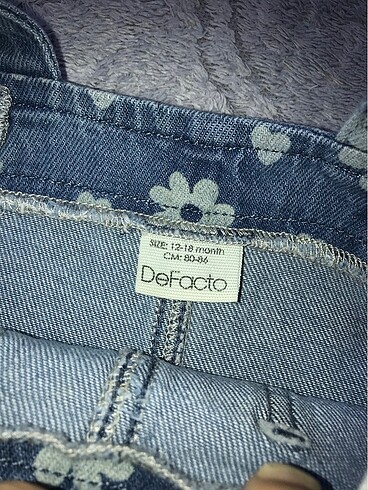 SIZE: 12-18 month
CM: 80-86
DeFacto